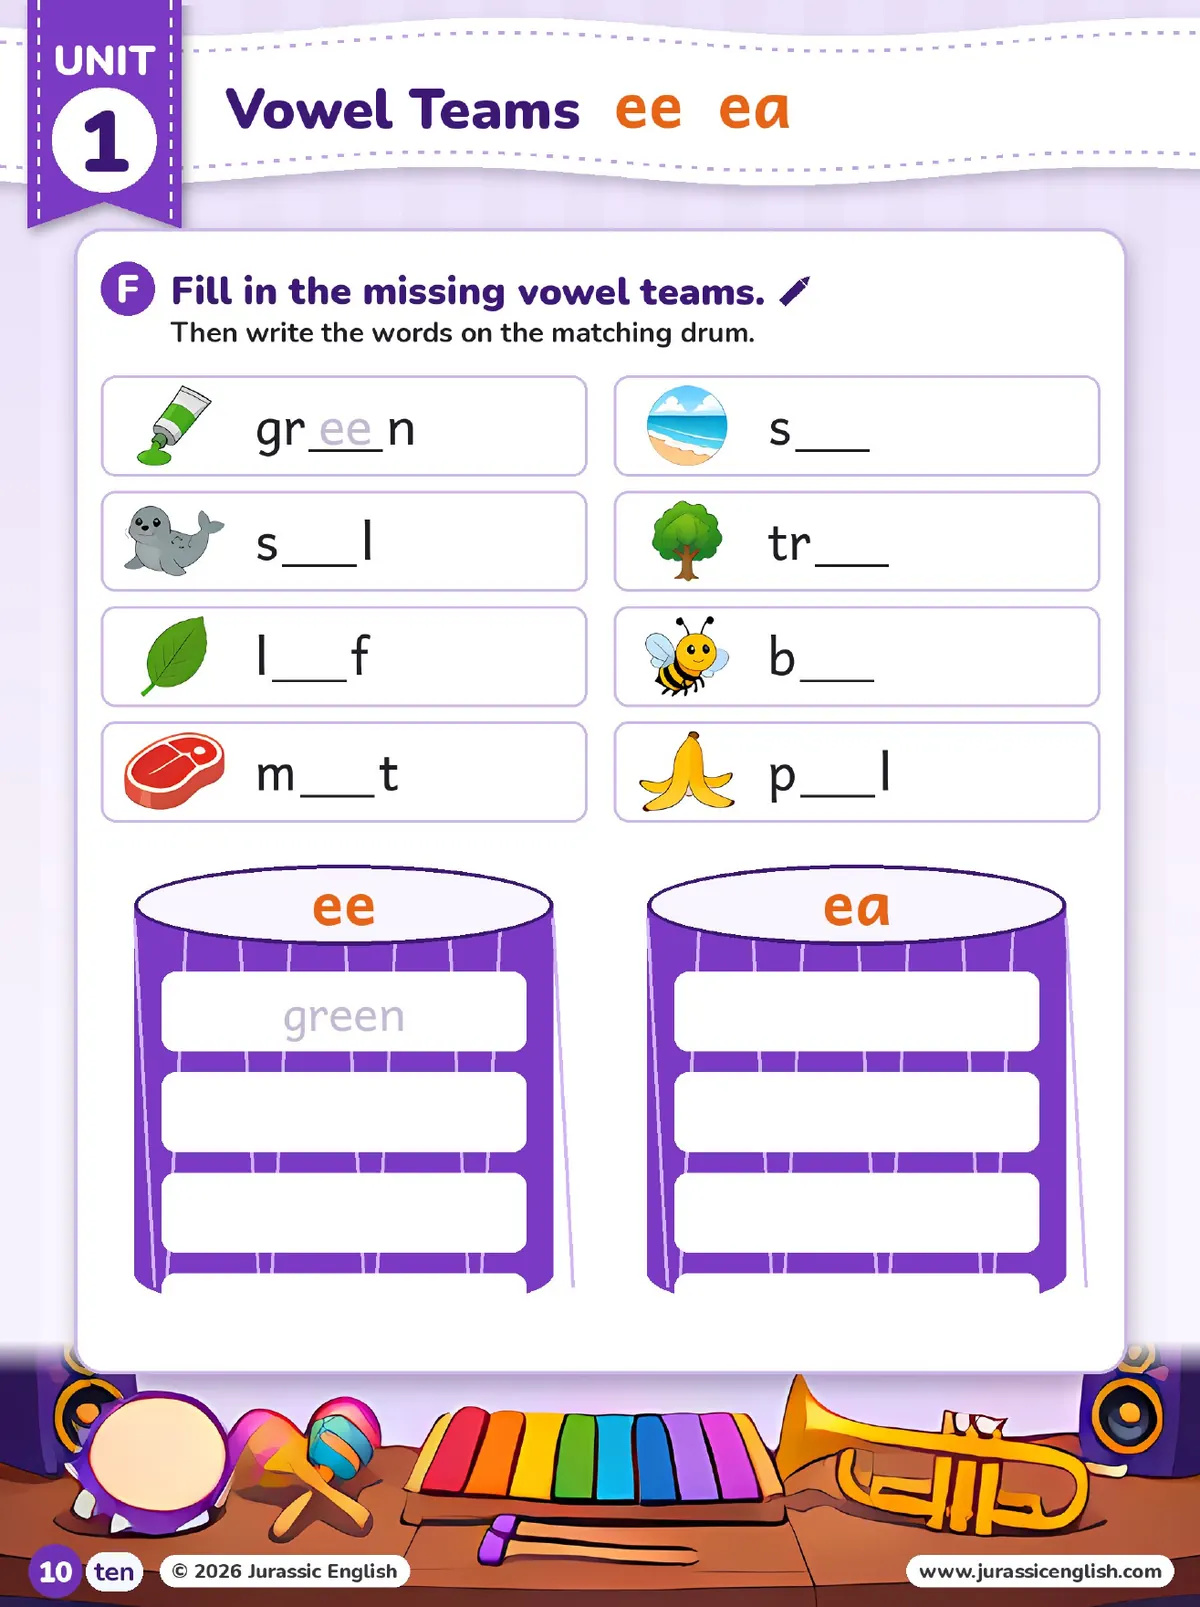 UNIT
1
Vowel Teams ee ea
F Fill in the missing vowel teams.
Then write the words on the matching drum.
gr ee n
s___
s___l
tr___
l___f
b___
m___t
p___l
ee
ea
green
10 ten © 2026 Jurassic English www.jurassicenglish.com